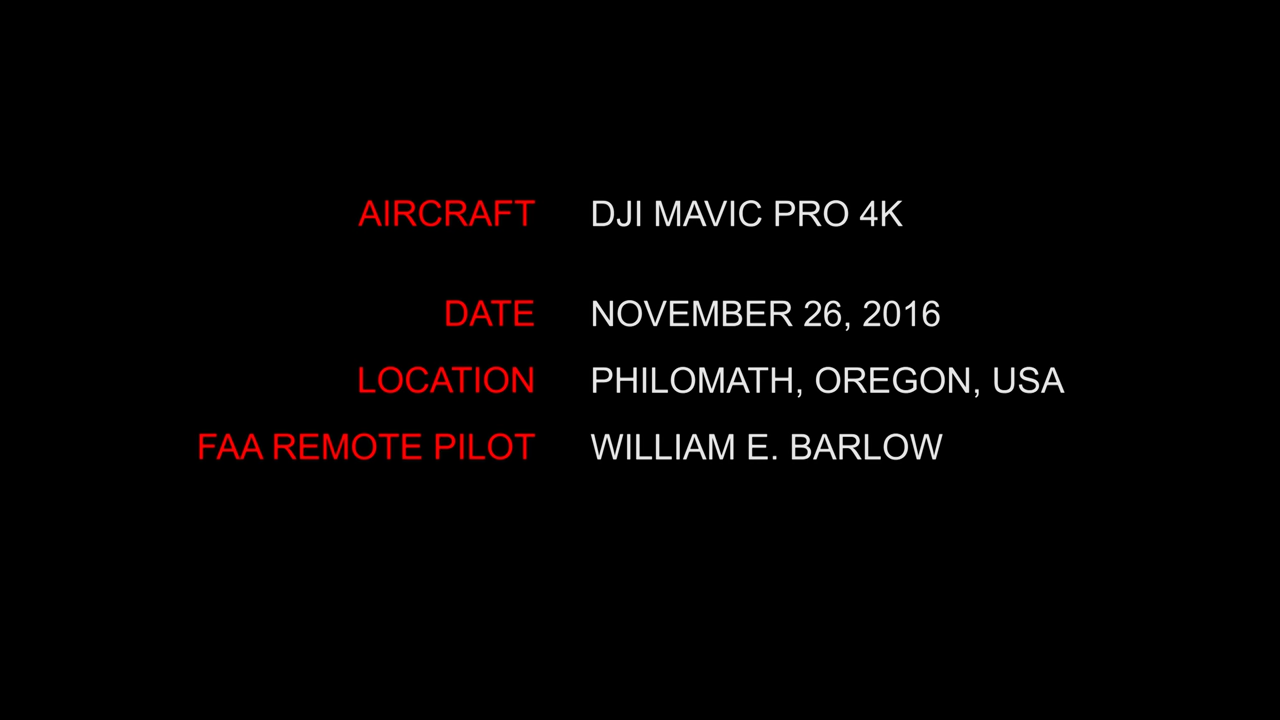 AIRCRAFT DJI MAVIC PRO 4K
DATE NOVEMBER 26, 2016
LOCATION PHILOMATH, OREGON, USA
FAA REMOTE PILOT WILLIAM E. BARLOW